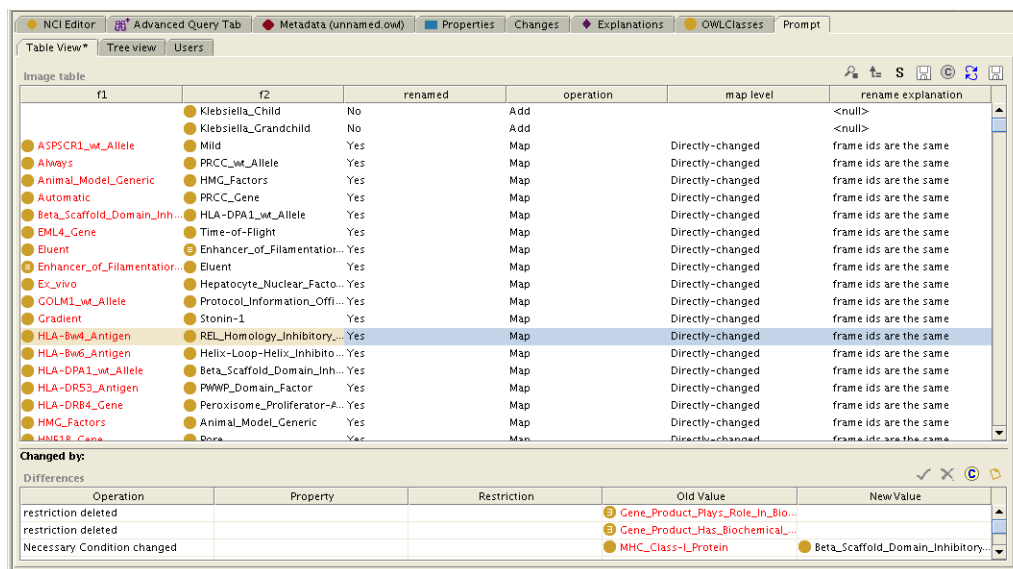 NCI Editor Advanced Query Tab Metadata (unnamed.owl) Properties Changes Explanations OWLClasses Prompt
Table View* Tree view Users
Image table S C
f1 f2 renamed operation map level rename explanation
Klebsiella_Child No Add <null>
Klebsiella_Grandchild No Add <null>
ASPSCR1_wt_Allele Mild Yes Map Directly-changed frame ids are the same
Always PRCC_wt_Allele Yes Map Directly-changed frame ids are the same
Animal_Model_Generic HMG_Factors Yes Map Directly-changed frame ids are the same
Automatic PRCC_Gene Yes Map Directly-changed frame ids are the same
Beta_Scaffold_Domain_Inh... HLA-DPA1_wt_Allele Yes Map Directly-changed frame ids are the same
EML4_Gene Time-of-Flight Yes Map Directly-changed frame ids are the same
Eluent Enhancer_of_Filamentation... Yes Map Directly-changed frame ids are the same
Enhancer_of_Filamentation... Eluent Yes Map Directly-changed frame ids are the same
Ex_vivo Hepatocyte_Nuclear_Facto... Yes Map Directly-changed frame ids are the same
GOLM1_wt_Allele Protocol_Information_Offi... Yes Map Directly-changed frame ids are the same
Gradient Stonin-1 Yes Map Directly-changed frame ids are the same
HLA-Bw4_Antigen REL_Homology_Inhibitory_... Yes Map Directly-changed frame ids are the same
HLA-Bw6_Antigen Helix-Loop-Helix_Inhibito... Yes Map Directly-changed frame ids are the same
HLA-DPA1_wt_Allele Beta_Scaffold_Domain_Inh... Yes Map Directly-changed frame ids are the same
HLA-DR53_Antigen PWWP_Domain_Factor Yes Map Directly-changed frame ids are the same
HLA-DRB4_Gene Peroxisome_Proliferator-A... Yes Map Directly-changed frame ids are the same
HMG_Factors Animal_Model_Generic Yes Map Directly-changed frame ids are the same
HNF1B_Gene Pore Yes Map Directly-changed frame ids are the same
Changed by:
Differences C
Operation Property Restriction Old Value New Value
restriction deleted Gene_Product_Plays_Role_In_Bio...
restriction deleted Gene_Product_Has_Biochemical_...
Necessary Condition changed MHC_Class-I_Protein Beta_Scaffold_Domain_Inhibitory...